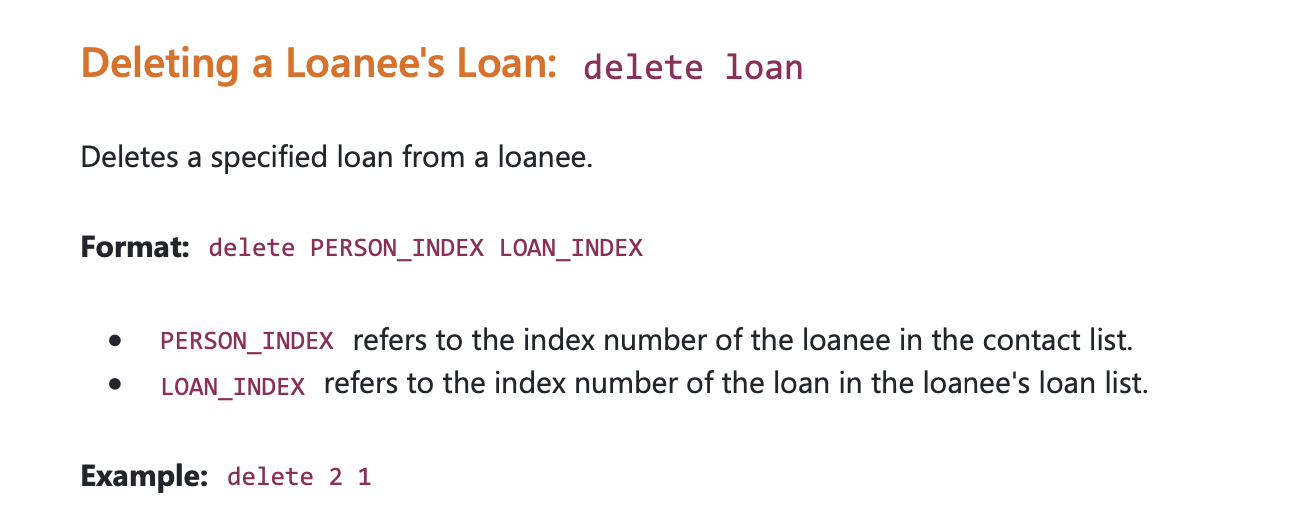 Deleting a Loanee's Loan: delete loan
Deletes a specified loan from a loanee.
Format: delete PERSON_INDEX LOAN_INDEX
• PERSON_INDEX refers to the index number of the loanee in the contact list.
• LOAN_INDEX refers to the index number of the loan in the loanee's loan list.
Example: delete 2 1